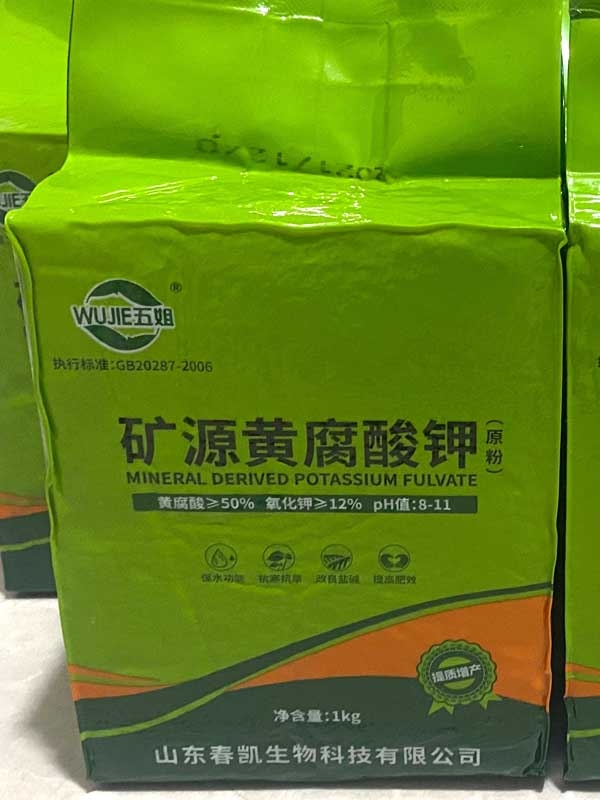 WUJIE五姐®
执行标准:GB20287-2006
矿源黄腐酸钾(原粉)
MINERAL DERIVED POTASSIUM FULVATE
黄腐酸≥50% 氧化钾≥12% pH值:8-11
保水功能 抗寒抗旱 改良盐碱 提高肥效
提质增产
净含量:1kg
山东春凯生物科技有限公司